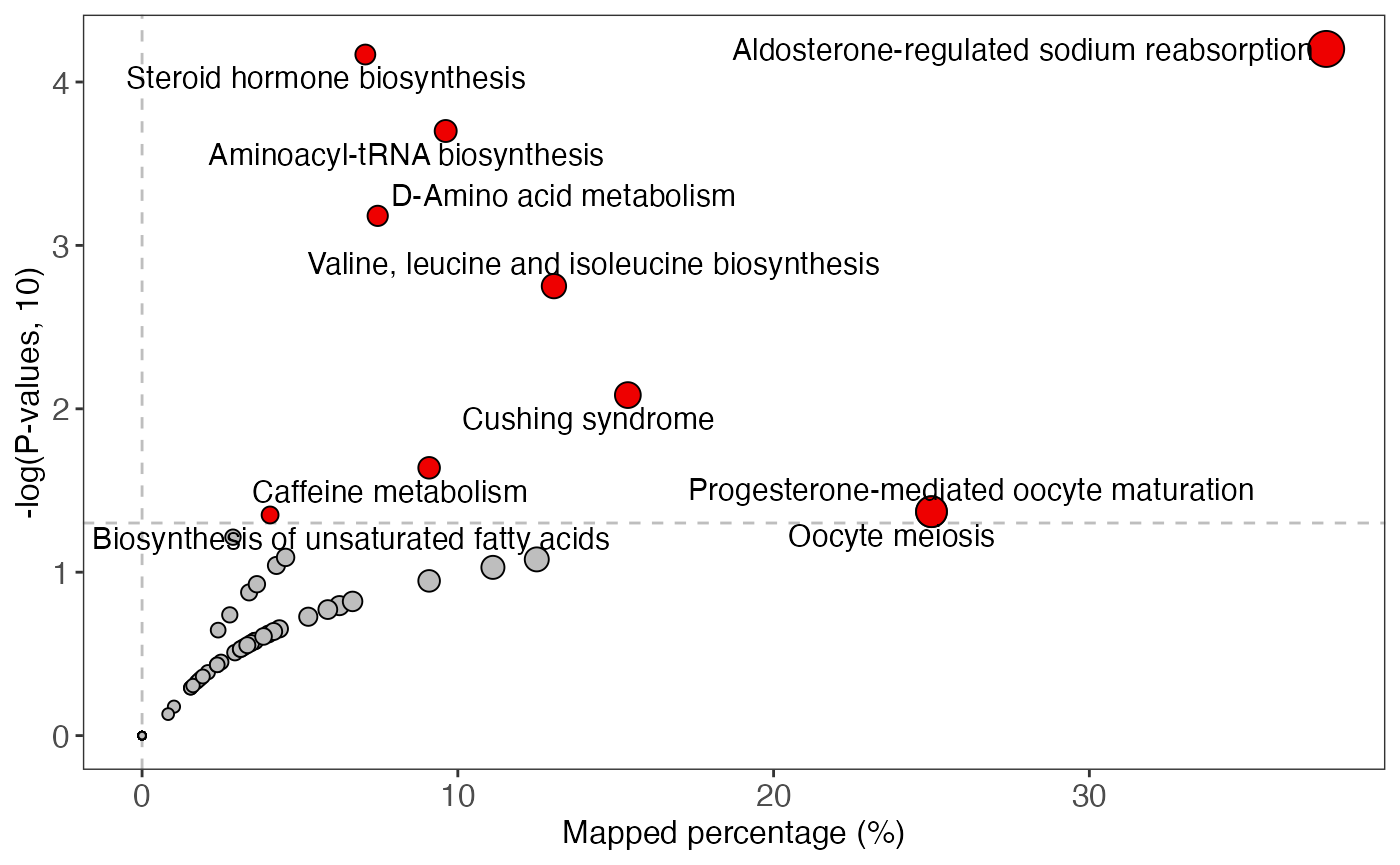 Aldosterone-regulated sodium reabsorption
Steroid hormone biosynthesis
Aminoacyl-tRNA biosynthesis
D-Amino acid metabolism
Valine, leucine and isoleucine biosynthesis
Cushing syndrome
Caffeine metabolism
Progesterone-mediated oocyte maturation
Oocyte meiosis
Biosynthesis of unsaturated fatty acids
4
3
2
1
0
-log(P-values, 10)
0
10
20
30
Mapped percentage (%)